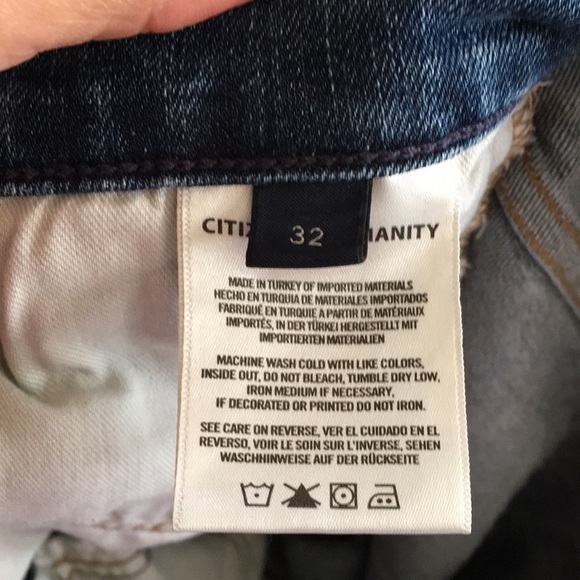 CITIZ
32
MANITY
MADE IN TURKEY OF IMPORTED MATERIALS
HECHO EN TURQUIA DE MATERIALES IMPORTADOS
FABRIQUÉ EN TURQUIE A PARTIR DE MATÉRIAUX
IMPORTÉS, IN DER TÜRKEI HERGESTELLT MIT
IMPORTIERTEN MATERIALIEN
MACHINE WASH COLD WITH LIKE COLORS,
INSIDE OUT, DO NOT BLEACH, TUMBLE DRY LOW,
IRON MEDIUM IF NECESSARY,
IF DECORATED OR PRINTED DO NOT IRON.
SEE CARE ON REVERSE, VER EL CUIDADO EN EL
REVERSO, VOIR LE SOIN SUR L'INVERSE, SEHEN
WASCHHINWEISE AUF DER RÜCKSEITE